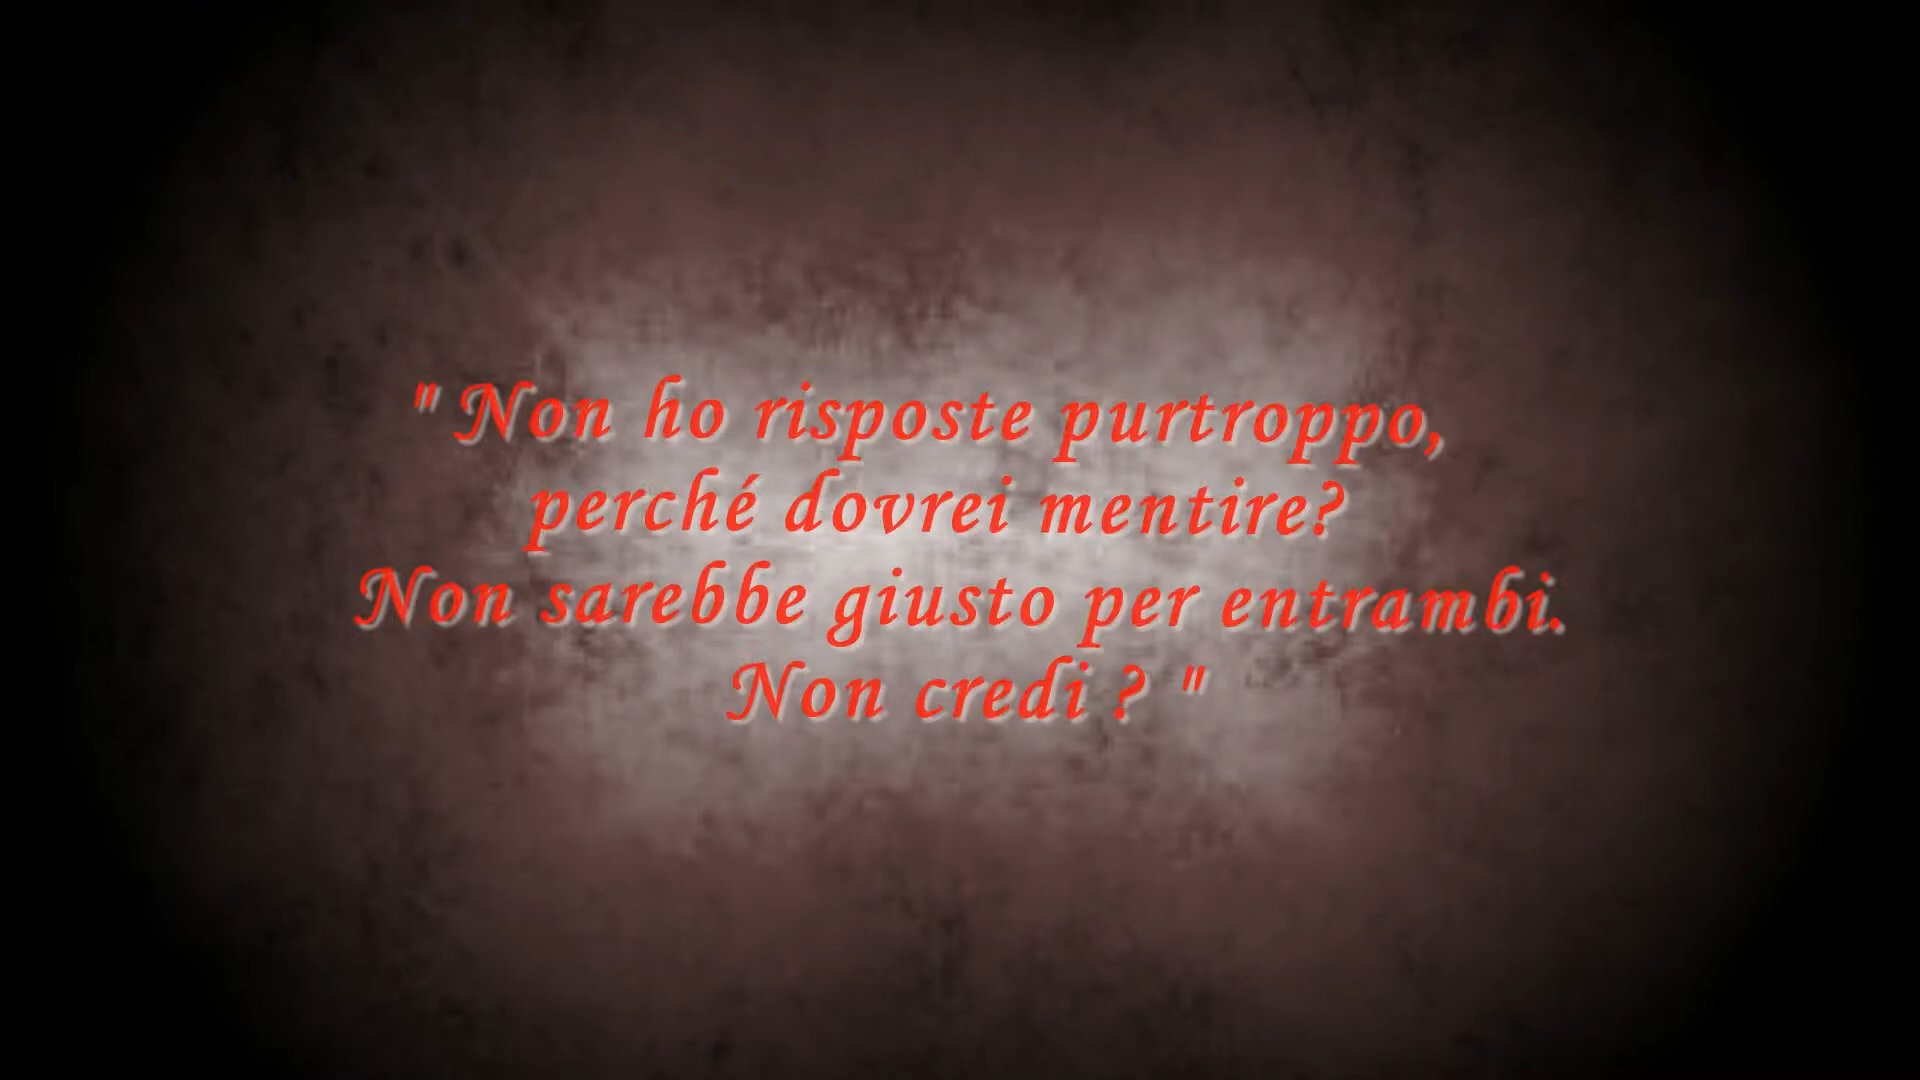 " Non ho risposte purtroppo,
perché dovrei mentire?
Non sarebbe giusto per entrambi.
Non credi ? "